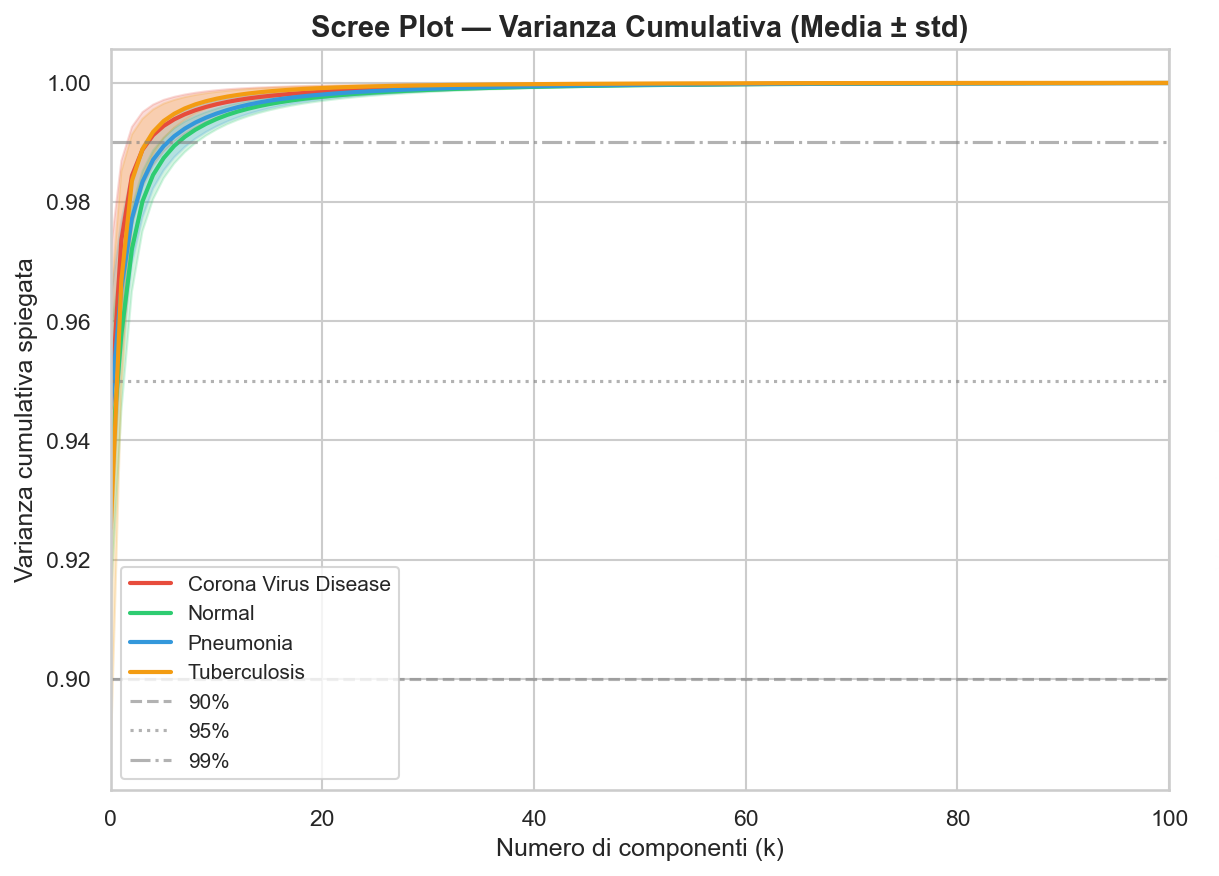 Scree Plot — Varianza Cumulativa (Media ± std)
Varianza cumulativa spiegata
1.00
0.98
0.96
0.94
0.92
0.90
Corona Virus Disease
Normal
Pneumonia
Tuberculosis
90%
95%
99%
0 20 40 60 80 100
Numero di componenti (k)